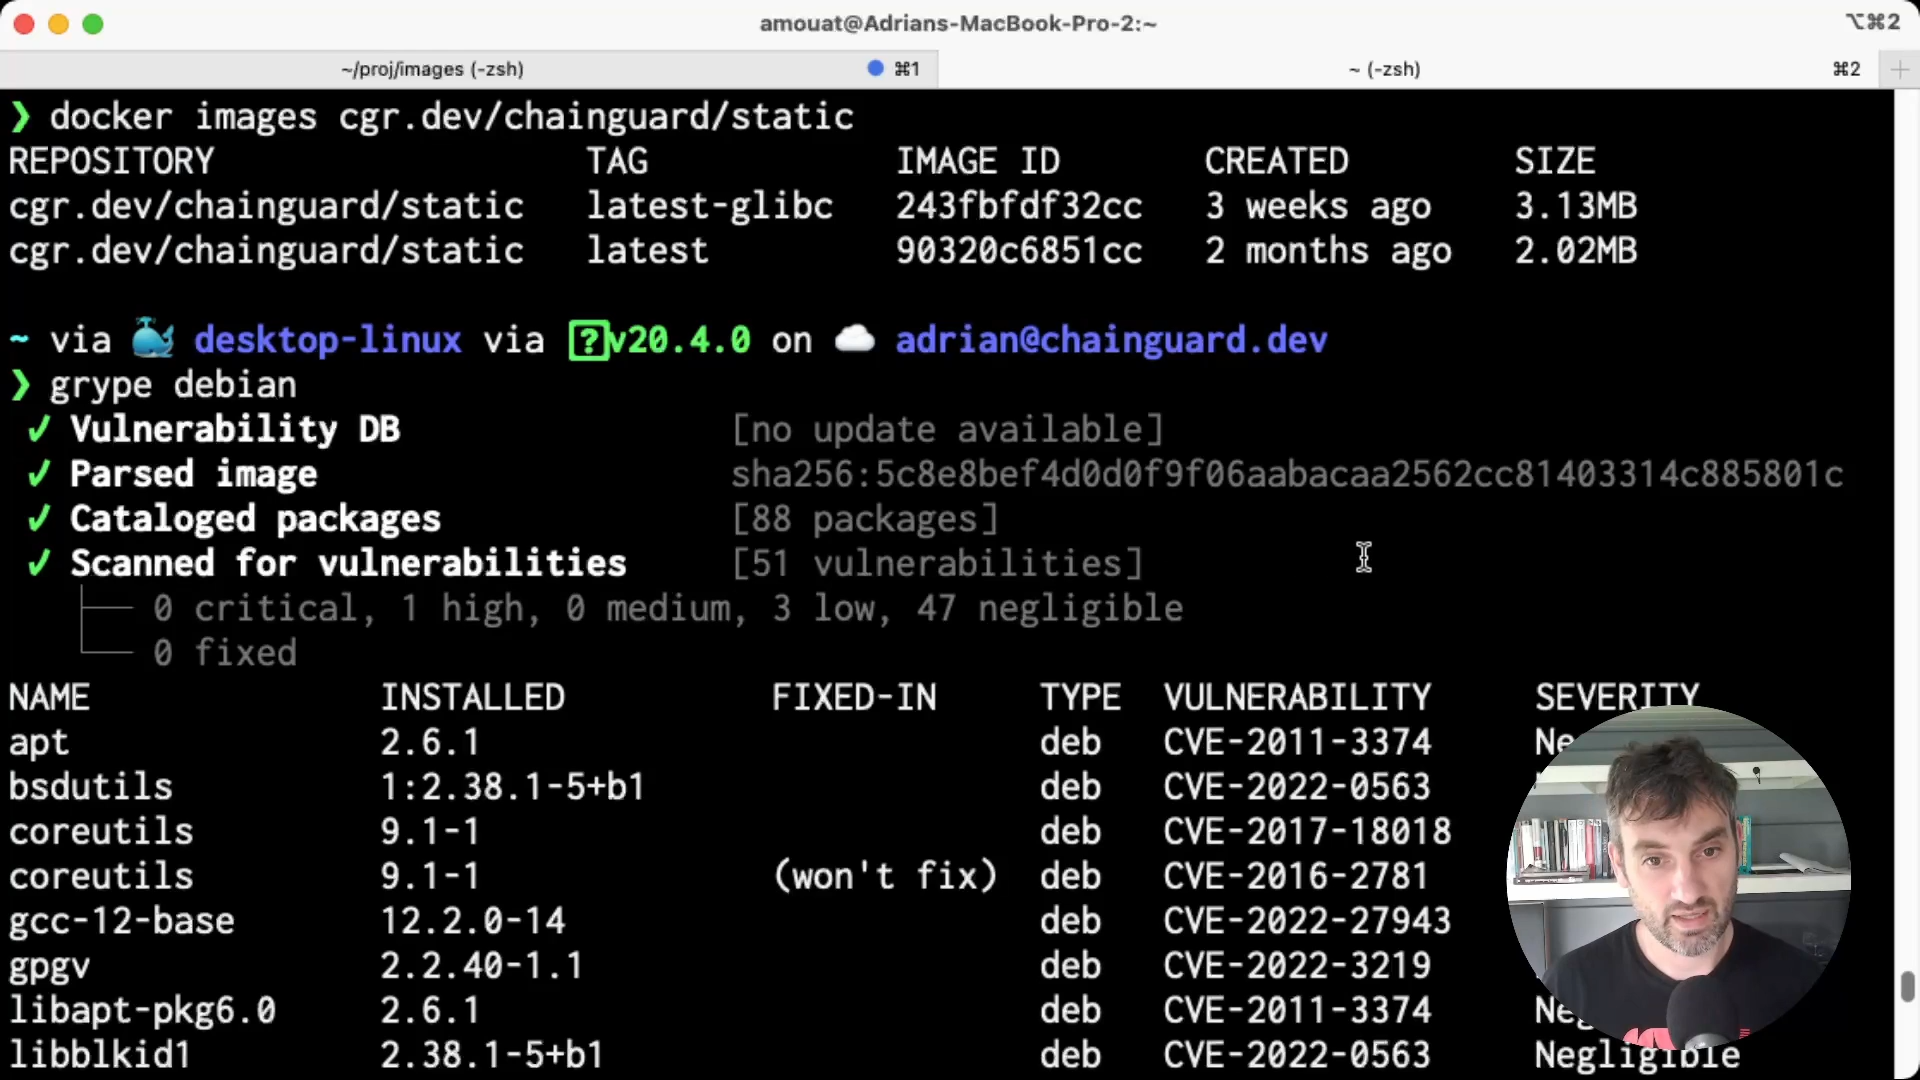 amouat@Adrians-MacBook-Pro-2:~
⌥⌘2
~/proj/images (-zsh) ⌘1
~ (-zsh) ⌘2
❯ docker images cgr.dev/chainguard/static
REPOSITORY TAG IMAGE ID CREATED SIZE
cgr.dev/chainguard/static latest-glibc 243fbfdf32cc 3 weeks ago 3.13MB
cgr.dev/chainguard/static latest 90320c6851cc 2 months ago 2.02MB
~ via 🐳 desktop-linux via [?]v20.4.0 on ☁️ adrian@chainguard.dev
❯ grype debian
✓ Vulnerability DB [no update available]
✓ Parsed image sha256:5c8e8bef4d0d0f9f06aabacaa2562cc81403314c885801c
✓ Cataloged packages [88 packages]
✓ Scanned for vulnerabilities [51 vulnerabilities]
├── 0 critical, 1 high, 0 medium, 3 low, 47 negligible
└── 0 fixed
NAME INSTALLED FIXED-IN TYPE VULNERABILITY SEVERITY
apt 2.6.1 deb CVE-2011-3374 Ne
bsdutils 1:2.38.1-5+b1 deb CVE-2022-0563
coreutils 9.1-1 deb CVE-2017-18018
coreutils 9.1-1 (won't fix) deb CVE-2016-2781
gcc-12-base 12.2.0-14 deb CVE-2022-27943
gpgv 2.2.40-1.1 deb CVE-2022-3219
libapt-pkg6.0 2.6.1 deb CVE-2011-3374 Neg
libblkid1 2.38.1-5+b1 deb CVE-2022-0563 Negligible